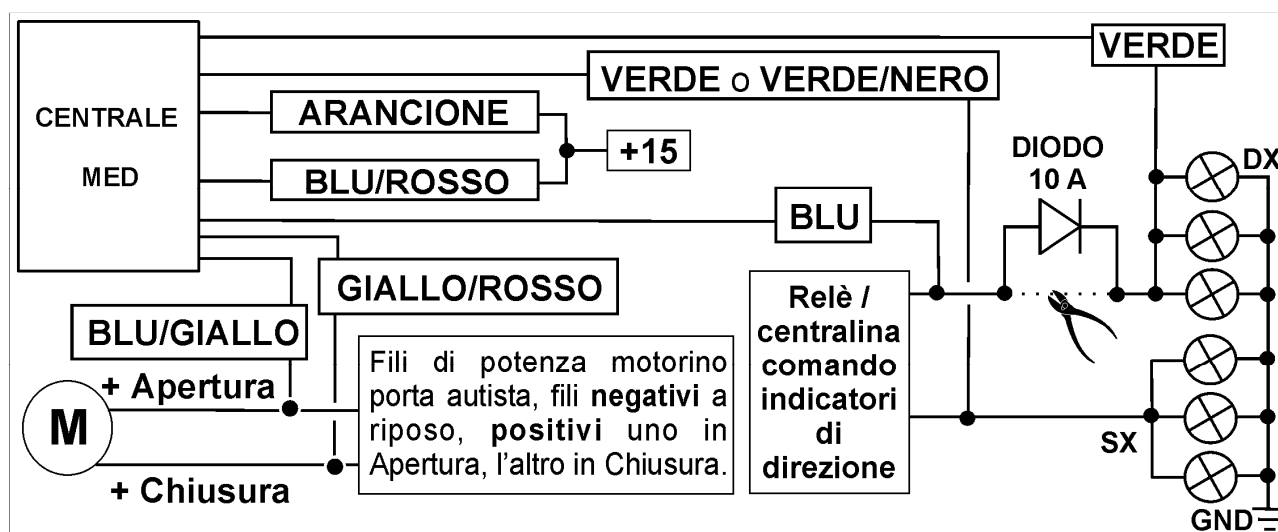 VERDE
VERDE o VERDE/NERO
CENTRALE
MED
ARANCIONE
+15
BLU/ROSSO
DIODO
10 A
DX
BLU
GIALLO/ROSSO
BLU/GIALLO
+ Apertura
M
+ Chiusura
Fili di potenza motorino
porta autista, fili negativi a
riposo, positivi uno in
Apertura, l'altro in Chiusura.
Relè /
centralina
comando
indicatori
di
direzione
SX
GND